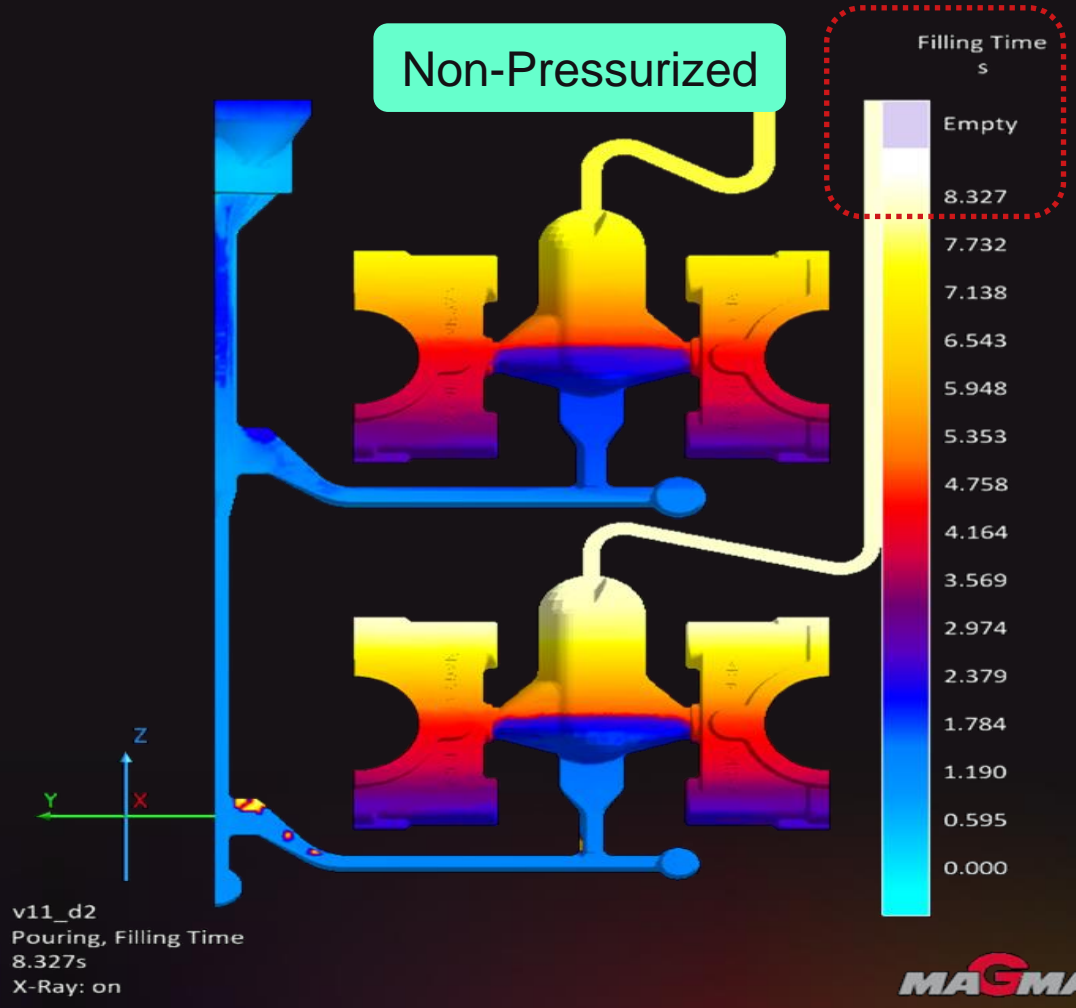 Non-Pressurized
Filling Time
s
Empty
8.327
7.732
7.138
6.543
5.948
5.353
4.758
4.164
3.569
2.974
2.379
1.784
1.190
0.595
0.000
Z
Y
X
v11_d2
Pouring, Filling Time
8.327s
X-Ray: on
MAGMA